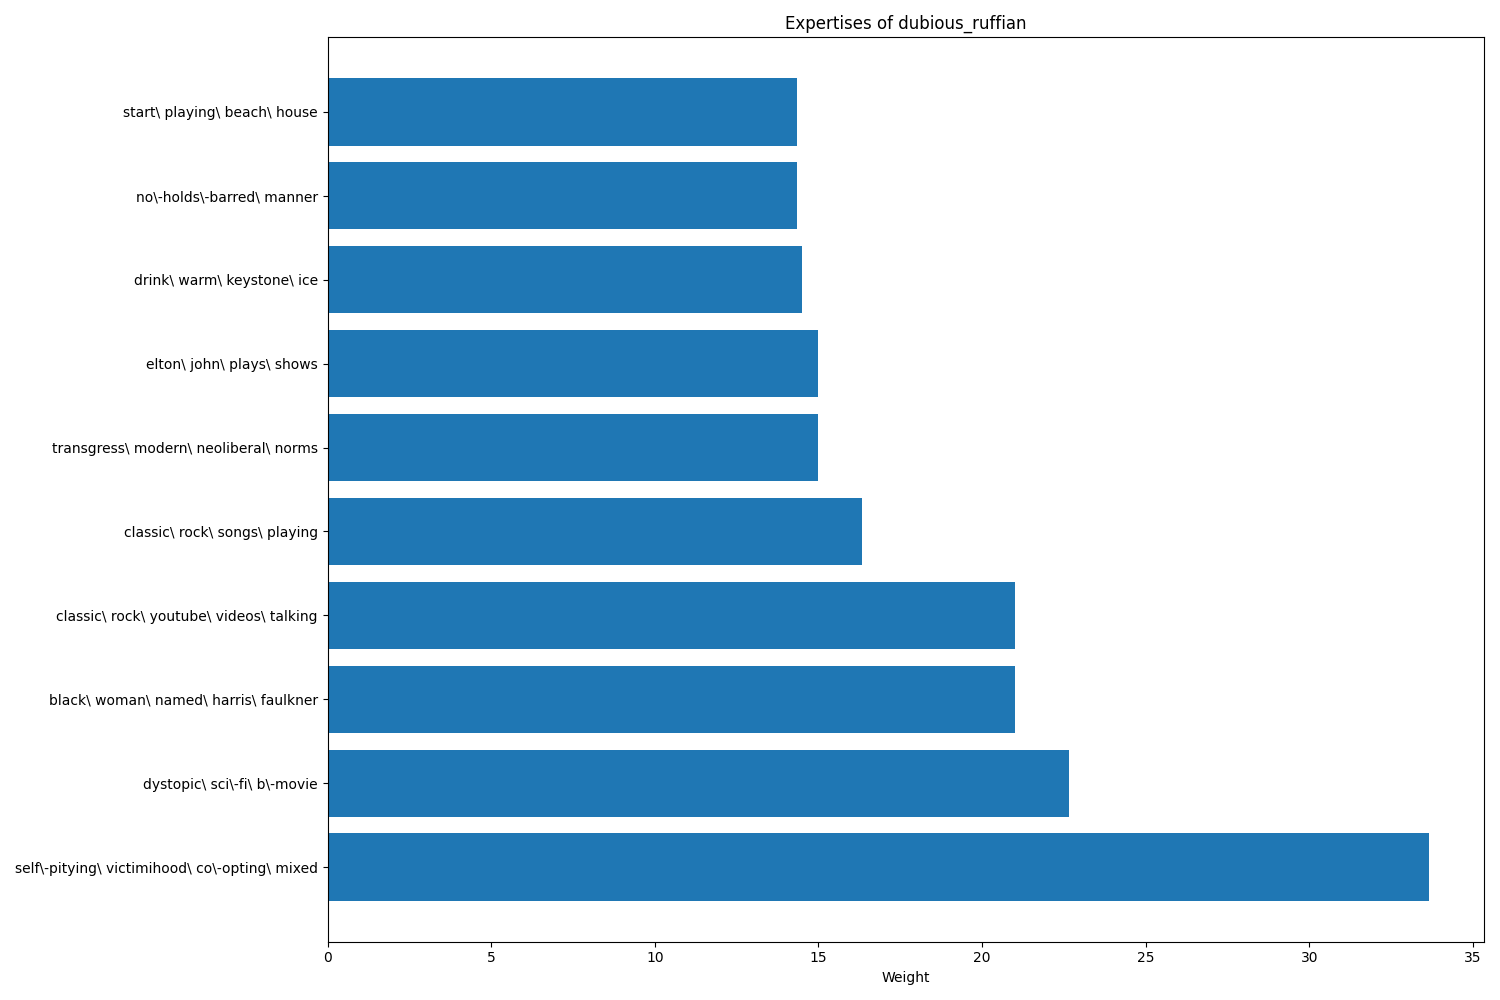 Expertises of dubious_ruffian
start\ playing\ beach\ house
no\-holds\-barred\ manner
drink\ warm\ keystone\ ice
elton\ john\ plays\ shows
transgress\ modern\ neoliberal\ norms
classic\ rock\ songs\ playing
classic\ rock\ youtube\ videos\ talking
black\ woman\ named\ harris\ faulkner
dystopic\ sci\-fi\ b\-movie
self\-pitying\ victimihood\ co\-opting\ mixed
0 5 10 15 20 25 30 35
Weight